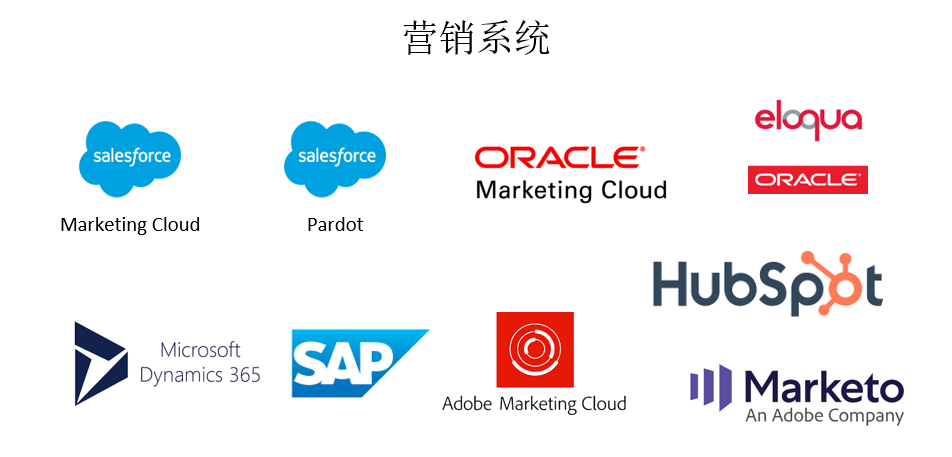 营销系统
salesforce
Marketing Cloud
salesforce
Pardot
ORACLE®
Marketing Cloud
eloqua
ORACLE®
HubSpot
Microsoft
Dynamics 365
SAP
Adobe Marketing Cloud
Marketo
An Adobe Company